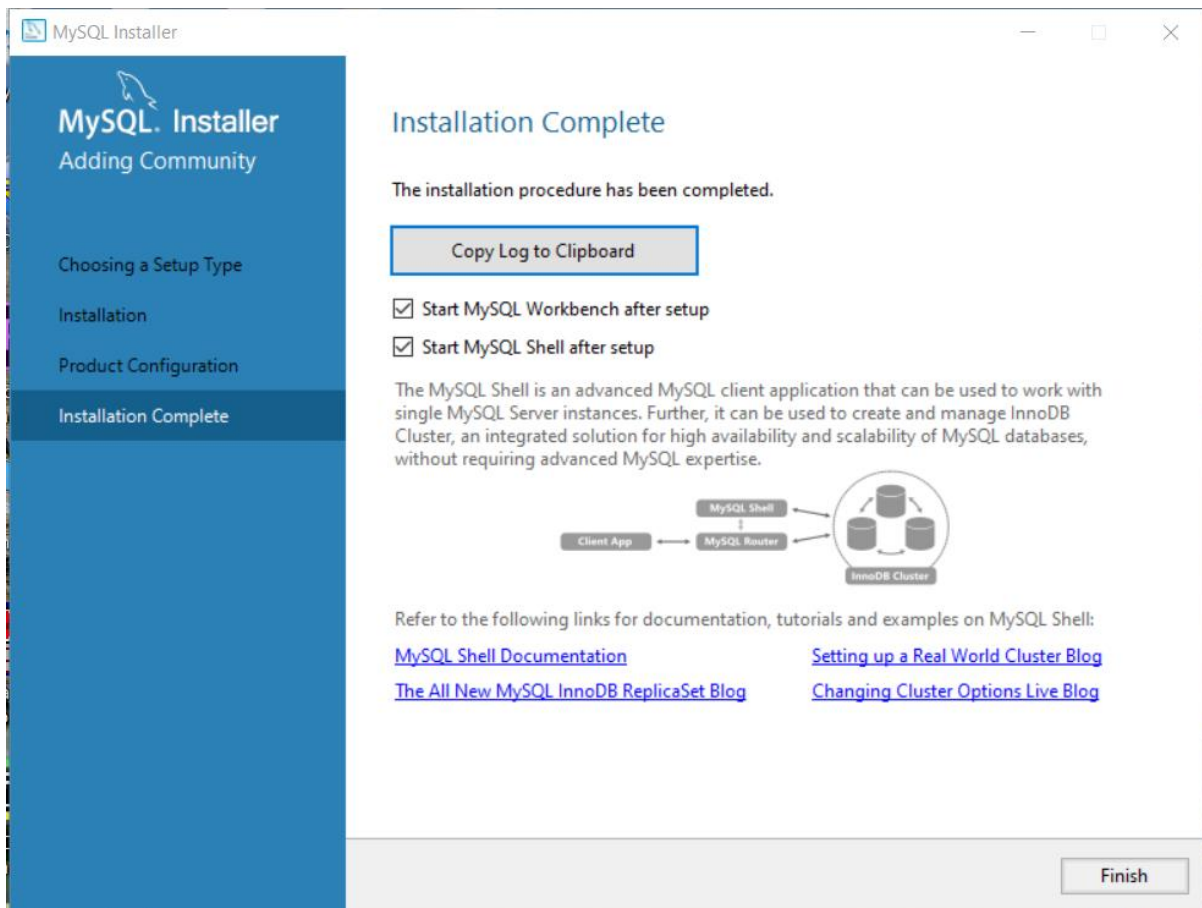 MySQL Installer
MySQL. Installer
Adding Community
Choosing a Setup Type
Installation
Product Configuration
Installation Complete
Installation Complete
The installation procedure has been completed.
Copy Log to Clipboard
Start MySQL Workbench after setup
Start MySQL Shell after setup
The MySQL Shell is an advanced MySQL client application that can be used to work with
single MySQL Server instances. Further, it can be used to create and manage InnoDB
Cluster, an integrated solution for high availability and scalability of MySQL databases,
without requiring advanced MySQL expertise.
MySQL Shell
Client App
MySQL Router
InnoDB Cluster
Refer to the following links for documentation, tutorials and examples on MySQL Shell:
MySQL Shell Documentation
Setting up a Real World Cluster Blog
The All New MySQL InnoDB ReplicaSet Blog
Changing Cluster Options Live Blog
Finish